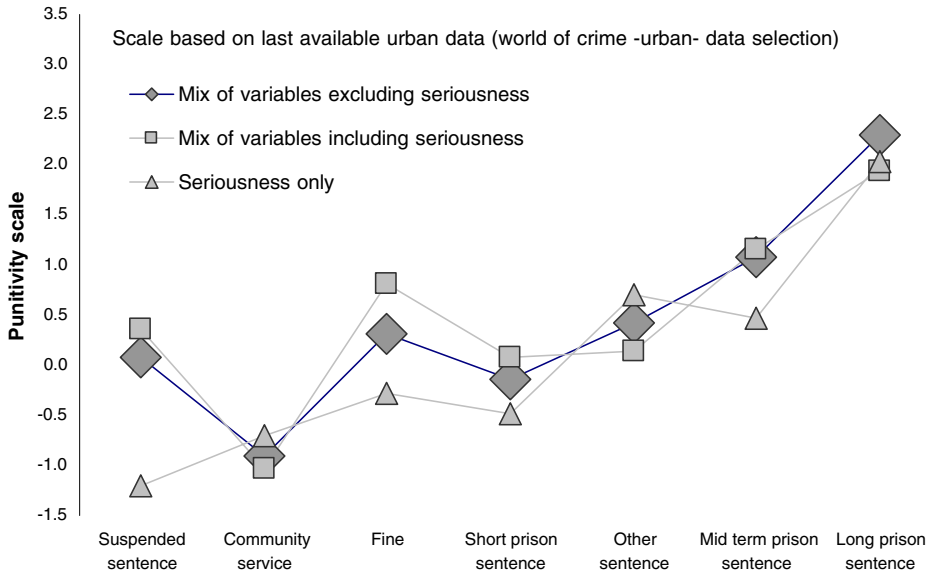 3.5
Scale based on last available urban data (world of crime -urban- data selection)
3.0
Mix of variables excluding seriousness
2.5
Mix of variables including seriousness
2.0
Seriousness only
1.5
1.0
0.5
0.0
-0.5
-1.0
-1.5
Punitivity scale
Suspended sentence
Community service
Fine
Short prison sentence
Other sentence
Mid term prison sentence
Long prison sentence